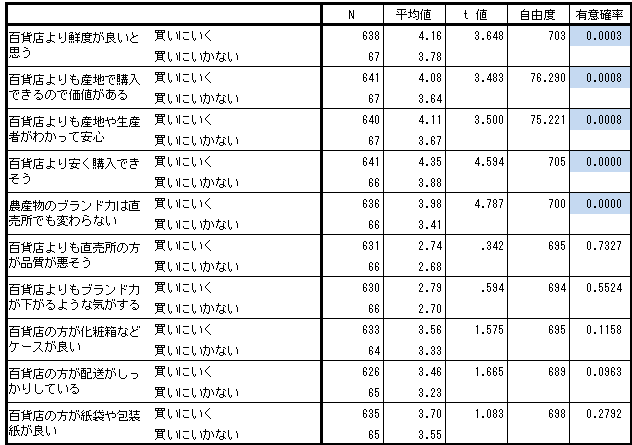 N 平均値 t 値 自由度 有意確率
百貨店より鮮度が良いと思う 買いにいく 638 4.16 3.648 703 0.0003
買いにいかない 67 3.78
百貨店よりも産地で購入できるので価値がある 買いにいく 641 4.08 3.483 76.290 0.0008
買いにいかない 67 3.64
百貨店よりも産地や生産者がわかって安心 買いにいく 640 4.11 3.500 75.221 0.0008
買いにいかない 67 3.67
百貨店より安く購入できそう 買いにいく 641 4.35 4.594 705 0.0000
買いにいかない 66 3.88
農産物のブランド力は直売所でも変わらない 買いにいく 636 3.98 4.787 700 0.0000
買いにいかない 66 3.41
百貨店よりも直売所の方が品質が悪そう 買いにいく 631 2.74 .342 695 0.7327
買いにいかない 66 2.68
百貨店よりもブランド力が下がるような気がする 買いにいく 630 2.79 .594 694 0.5524
買いにいかない 66 2.70
百貨店の方が化粧箱などケースが良い 買いにいく 633 3.56 1.575 695 0.1158
買いにいかない 64 3.33
百貨店の方が配送がしっかりしている 買いにいく 626 3.46 1.665 689 0.0963
買いにいかない 65 3.23
百貨店の方が紙袋や包装紙が良い 買いにいく 635 3.70 1.083 698 0.2792
買いにいかない 65 3.55